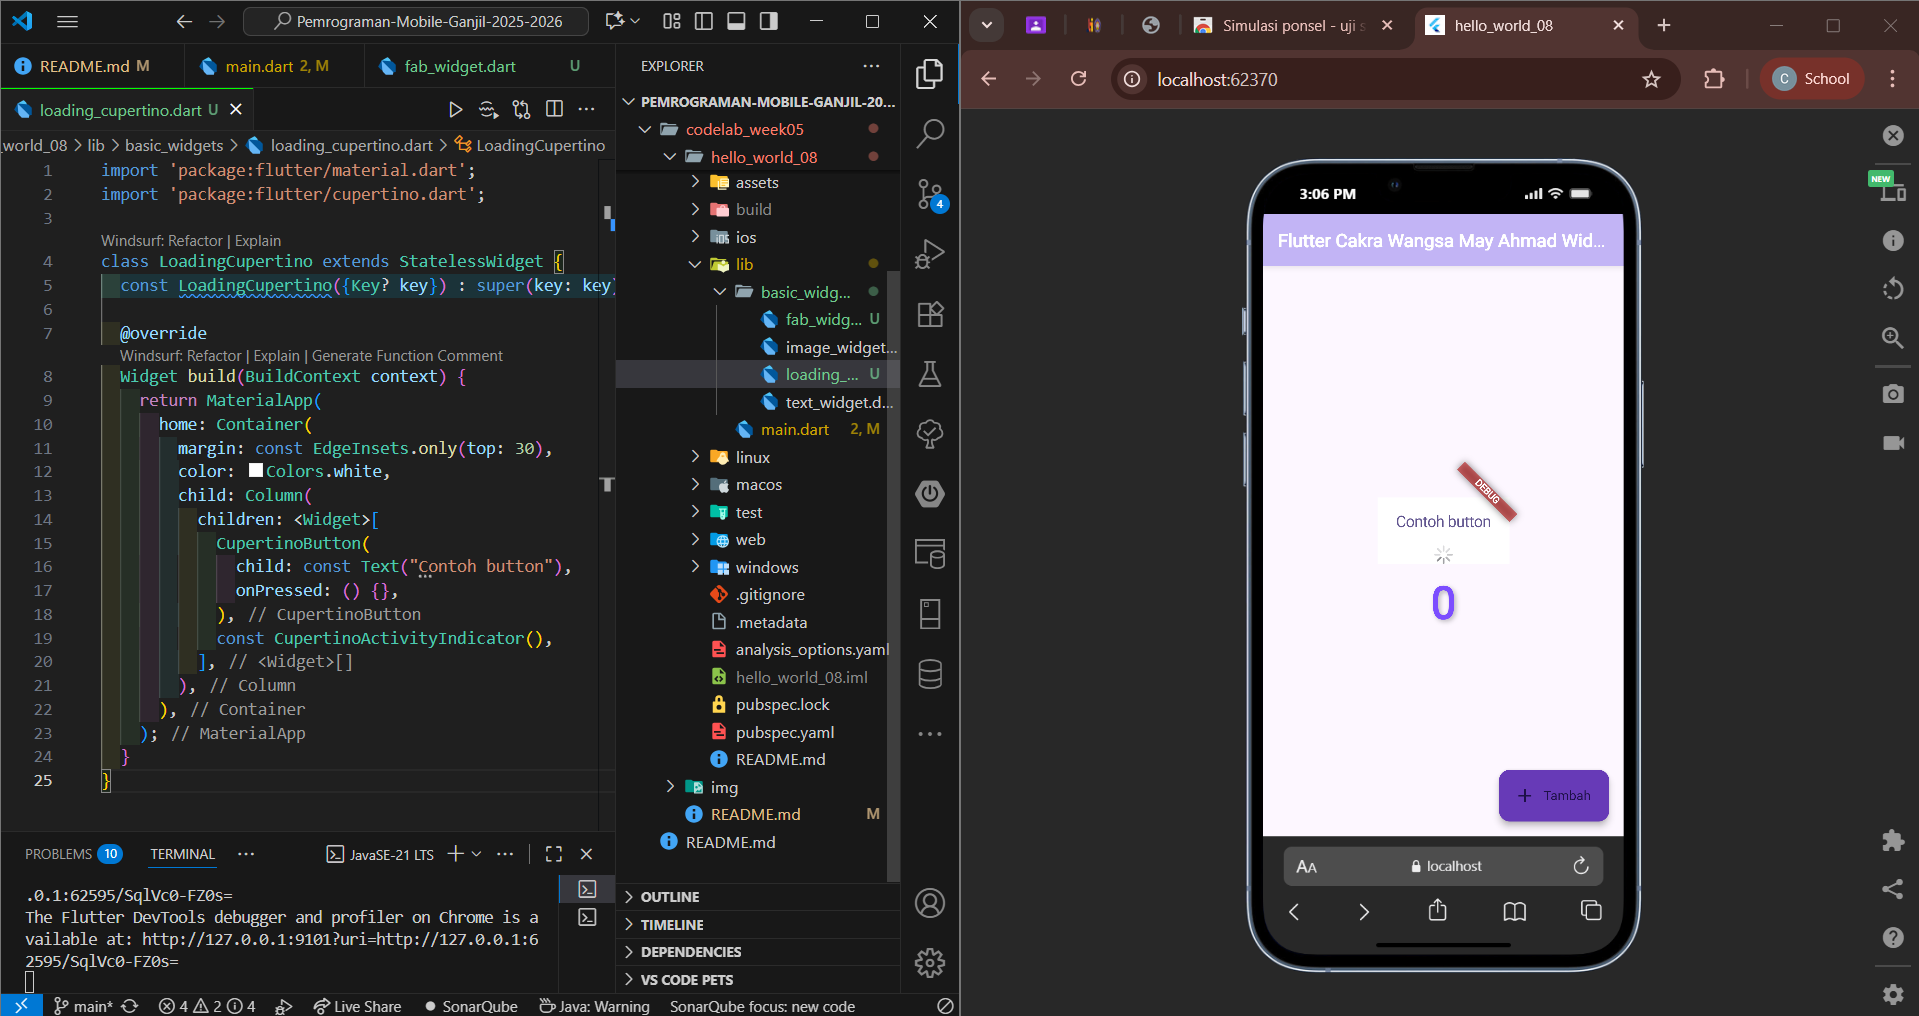 Pemrograman-Mobile-Ganjil-2025-2026
README.md M
main.dart 2, M
fab_widget.dart U
loading_cupertino.dart U
_world_08 > lib > basic_widgets > loading_cupertino.dart > LoadingCupertino
1 import 'package:flutter/material.dart';
2 import 'package:flutter/cupertino.dart';
3
Windsurf: Refactor | Explain
4 class LoadingCupertino extends StatelessWidget {
5 const LoadingCupertino({Key? key}) : super(key: key)
6
7 @override
Windsurf: Refactor | Explain | Generate Function Comment
8 Widget build(BuildContext context) {
9 return MaterialApp(
10 home: Container(
11 margin: const EdgeInsets.only(top: 30),
12 color: Colors.white,
13 child: Column(
14 children: <Widget>[
15 CupertinoButton(
16 child: const Text("Contoh button"),
17 onPressed: () {},
18 ), // CupertinoButton
19 const CupertinoActivityIndicator(),
20 ], // <Widget>[]
21 ), // Column
22 ), // Container
23 ); // MaterialApp
24 }
25 }
PROBLEMS 10
TERMINAL
JavaSE-21 LTS
.0.1:62595/SqlVc0-FZ0s=
The Flutter DevTools debugger and profiler on Chrome is a
vailable at: http://127.0.0.1:9101?uri=http://127.0.0.1:6
2595/SqlVc0-FZ0s=
main*
4 2 4
Live Share
SonarQube
Java: Warning
SonarQube focus: new code
EXPLORER
PEMROGRAMAN-MOBILE-GANJIL-20...
codelab_week05
hello_world_08
assets
build
ios
lib
basic_widg...
fab_widg... U
image_widget...
loading_... U
text_widget.d...
main.dart 2, M
linux
macos
test
web
windows
.gitignore
.metadata
analysis_options.yaml
hello_world_08.iml
pubspec.lock
pubspec.yaml
README.md
img
README.md M
README.md
OUTLINE
TIMELINE
DEPENDENCIES
VS CODE PETS
4
Simulasi ponsel - uji s
hello_world_08
localhost:62370
C School
NEW
3:06 PM
Flutter Cakra Wangsa May Ahmad Wid...
DEBUG
Contoh button
0
+ Tambah
AA
localhost